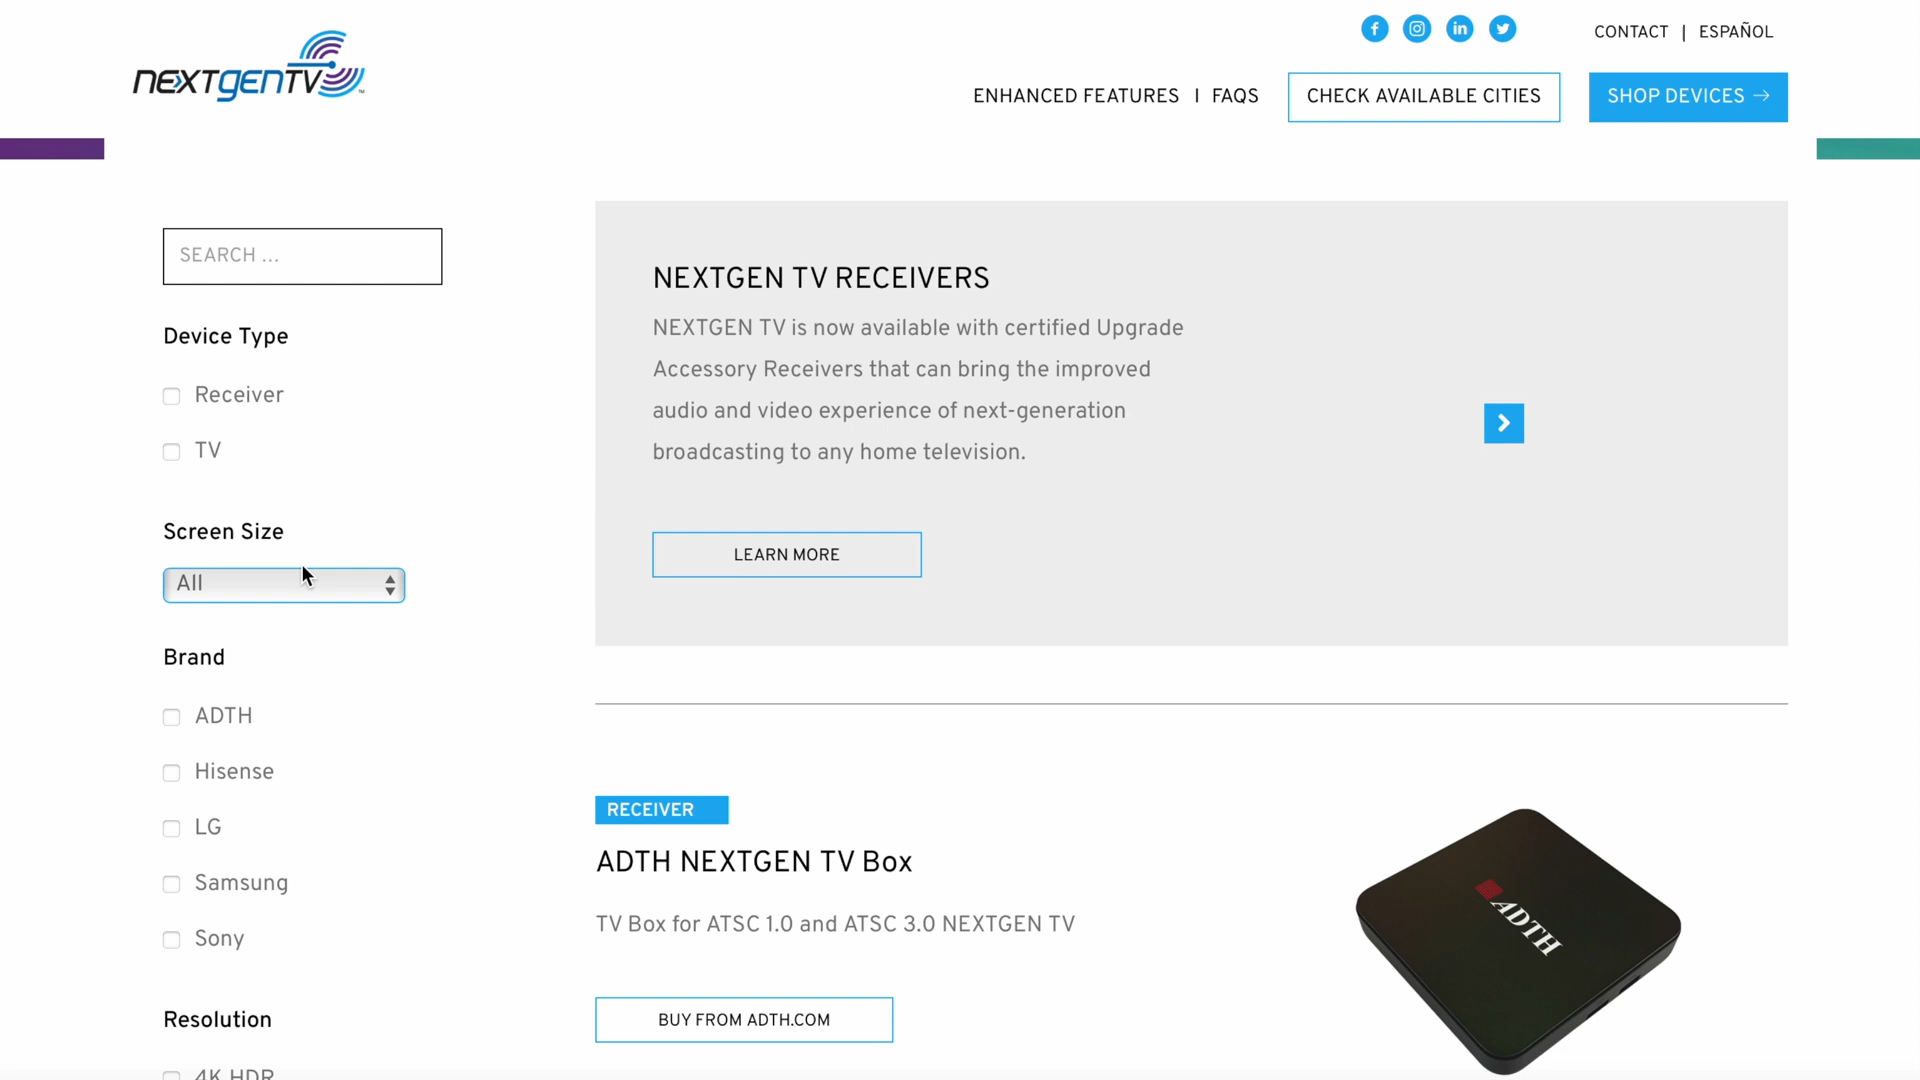 CONTACT | ESPAÑOL
NEXTGENTV
ENHANCED FEATURES | FAQS
CHECK AVAILABLE CITIES
SHOP DEVICES →
SEARCH ...
Device Type
Receiver
TV
Screen Size
All
Brand
ADTH
Hisense
LG
Samsung
Sony
Resolution
4K HDR
NEXTGEN TV RECEIVERS
NEXTGEN TV is now available with certified Upgrade
Accessory Receivers that can bring the improved
audio and video experience of next-generation
broadcasting to any home television.
LEARN MORE
RECEIVER
ADTH NEXTGEN TV Box
TV Box for ATSC 1.0 and ATSC 3.0 NEXTGEN TV
BUY FROM ADTH.COM
ADTH